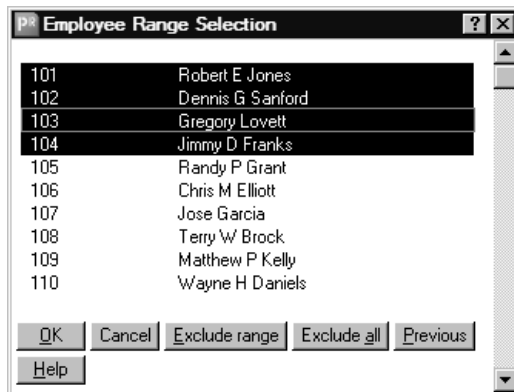 PR Employee Range Selection ? X
101 Robert E Jones
102 Dennis G Sanford
103 Gregory Lovett
104 Jimmy D Franks
105 Randy P Grant
106 Chris M Elliott
107 Jose Garcia
108 Terry W Brock
109 Matthew P Kelly
110 Wayne H Daniels
OK Cancel Exclude range Exclude all Previous
Help